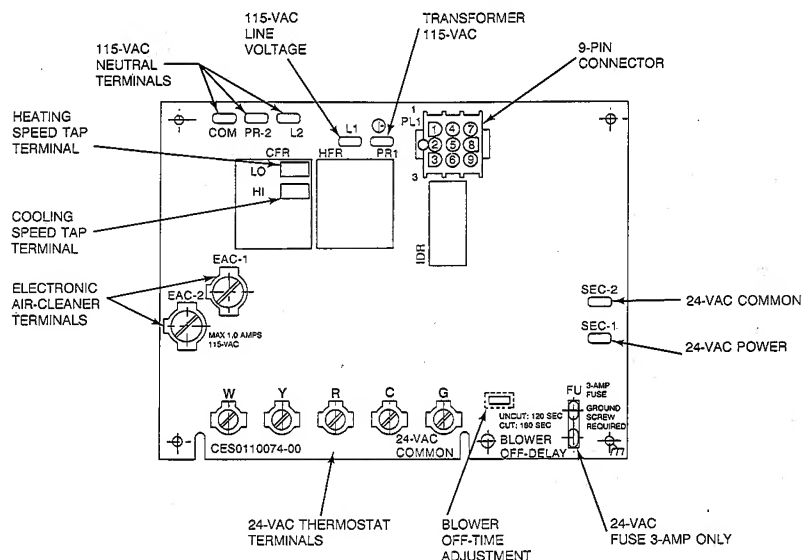 115-VAC
LINE
VOLTAGE
TRANSFORMER
115-VAC
115-VAC
NEUTRAL
TERMINALS
9-PIN
CONNECTOR
HEATING
SPEED TAP
TERMINAL
COM PR-2 L2
L1
PR1
1
PL1
1 4 7
2 5 8
3 6 9
3
CFR
HFR
LO
HI
IDR
COOLING
SPEED TAP
TERMINAL
EAC-1
EAC-2
ELECTRONIC
AIR-CLEANER
TERMINALS
MAX 1.0 AMPS
115-VAC
SEC-2
24-VAC COMMON
SEC-1
24-VAC POWER
W Y R C G
UNCUT: 120 SEC
CUT: 160 SEC
FU
3-AMP
FUSE
GROUND
SCREW
REQUIRED
CES0110074-00
24-VAC
COMMON
BLOWER
OFF-DELAY
24-VAC THERMOSTAT
TERMINALS
BLOWER
OFF-TIME
ADJUSTMENT
24-VAC
FUSE 3-AMP ONLY